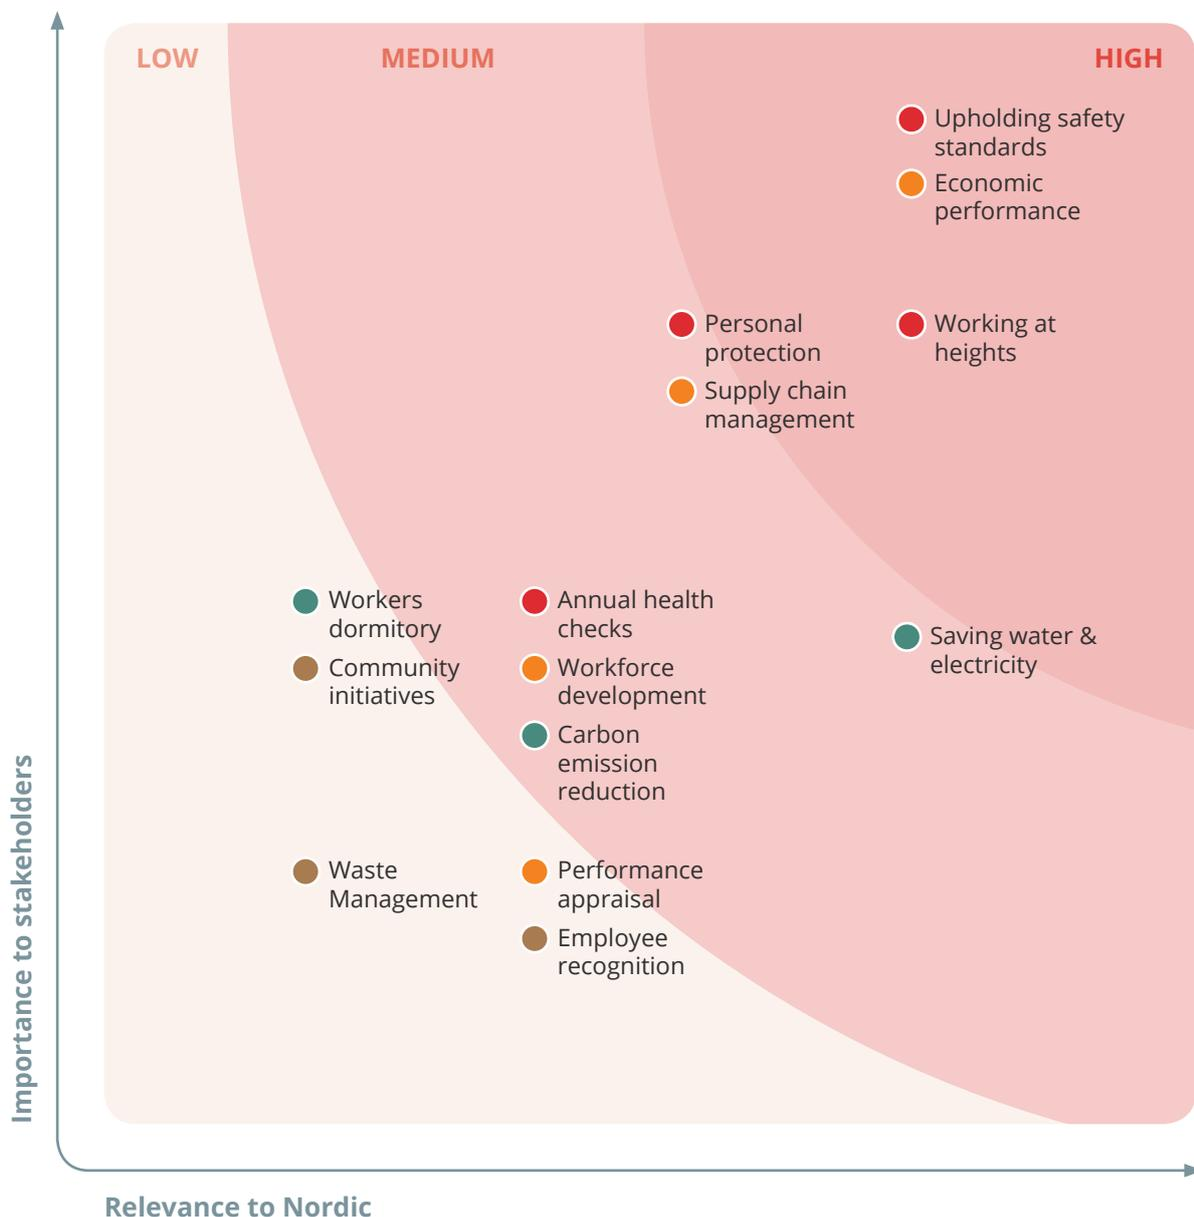 LOW
MEDIUM
HIGH
Upholding safety
standards
Economic
performance
Personal
protection
Working at
heights
Supply chain
management
Workers
dormitory
Annual health
checks
Saving water &
electricity
Community
initiatives
Workforce
development
Carbon
emission
reduction
Waste
Management
Performance
appraisal
Employee
recognition
Importance to stakeholders
Relevance to Nordic